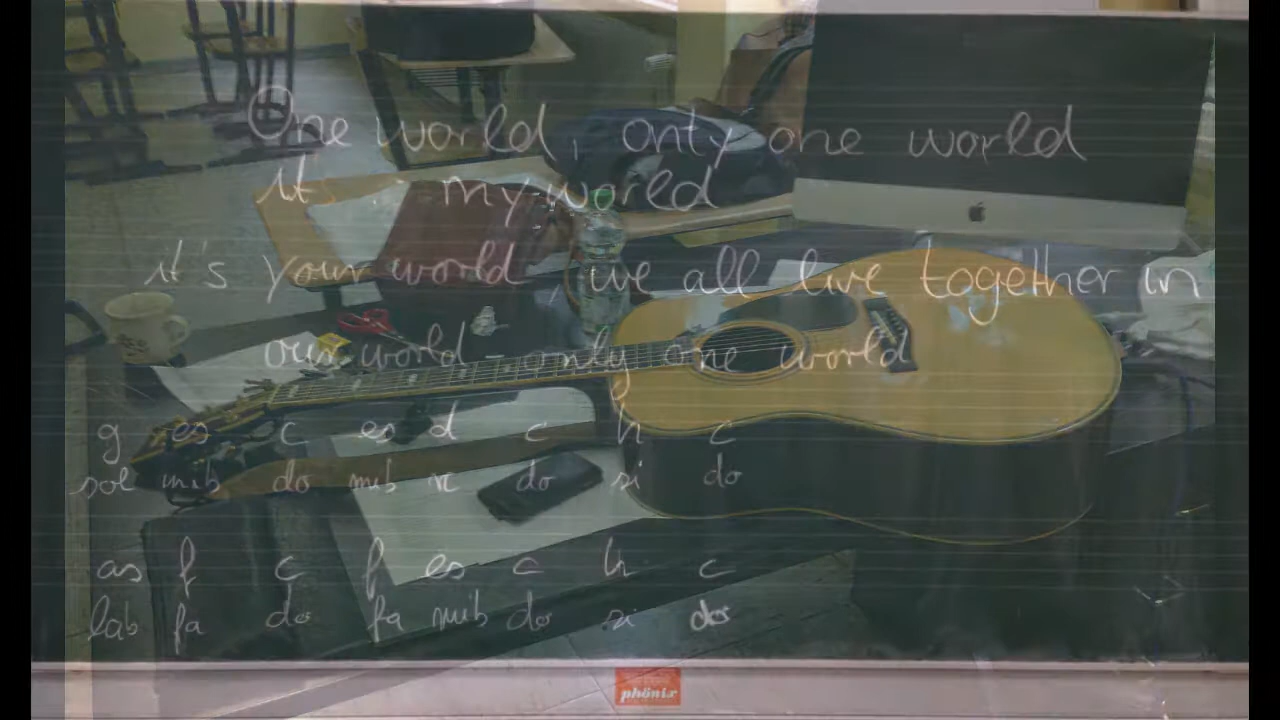 One world, only one world
it my world
it's your world, we all live together in
our world only one world
g es c es d c h c
sol mib do mib re do si do
as f c f es c h c
lab fa do fa mib do si do
phönix